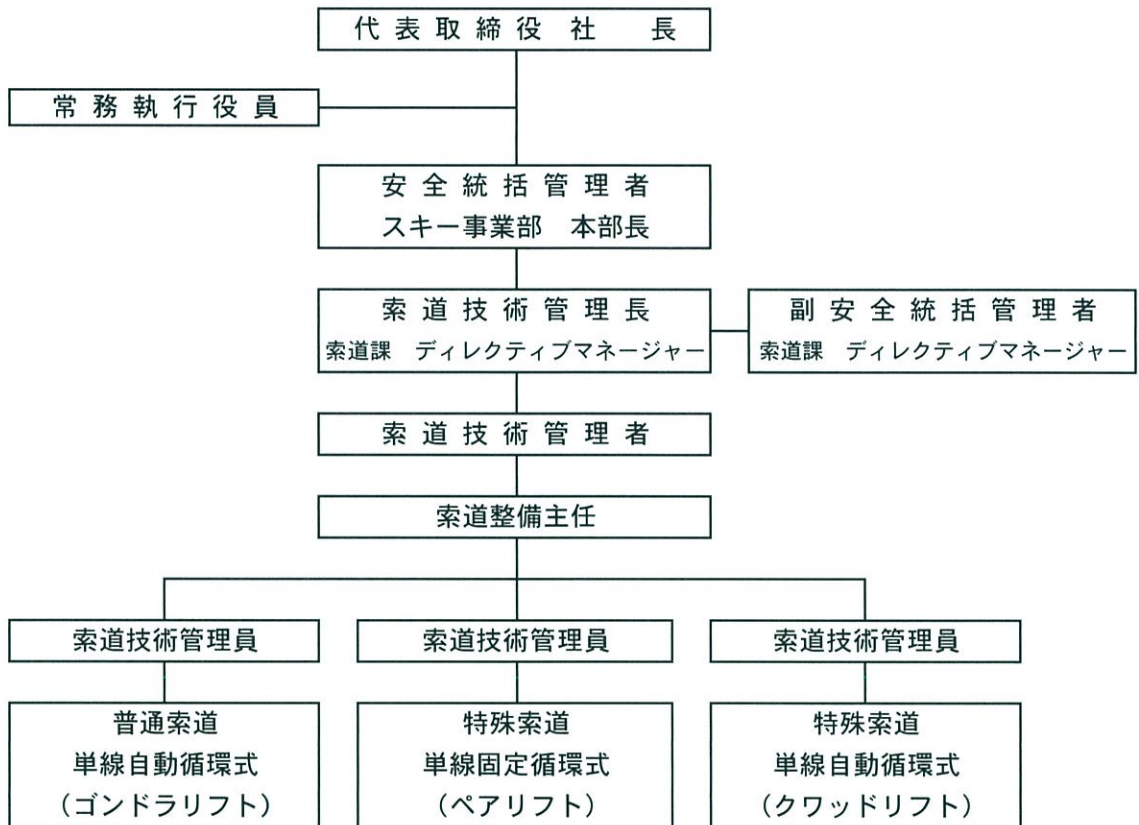 代表取締役社　長
常務執行役員
安全統括管理者
スキー事業部　本部長
索道技術管理長
索道課　ディレクティブマネージャー
副安全統括管理者
索道課　ディレクティブマネージャー
索道技術管理者
索道整備主任
索道技術管理員
索道技術管理員
索道技術管理員
普通索道
単線自動循環式
（ゴンドラリフト）
特殊索道
単線固定循環式
（ペアリフト）
特殊索道
単線自動循環式
（クワッドリフト）